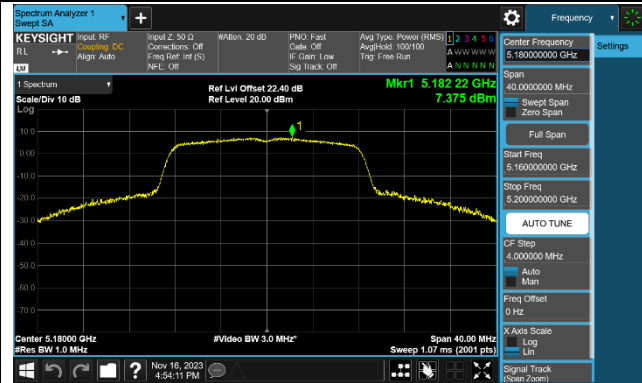 Spectrum Analyzer 1
Swept SA
Frequency
KEYSIGHT
RL
LXI
Input: RF
Coupling: DC
Align: Auto
Input Z: 50 Ω
Corrections: Off
Freq Ref: Int (S)
NFE: Off
#Atten: 20 dB
PNO: Fast
Gate: Off
IF Gain: Low
Sig Track: Off
Avg Type: Power (RMS)
Avg|Hold: 100/100
Trig: Free Run
1 2 3 4 5 6
A W W W W W
A N N N N N
Center Frequency
5.180000000 GHz
Settings
Span
40.0000000 MHz
Swept Span
Zero Span
Full Span
Start Freq
5.160000000 GHz
Stop Freq
5.200000000 GHz
AUTO TUNE
CF Step
4.000000 MHz
Auto
Man
Freq Offset
0 Hz
X Axis Scale
Log
Lin
Signal Track
(Span Zoom)
1 Spectrum
Scale/Div 10 dB
Log
Ref Lvl Offset 22.40 dB
Ref Level 20.00 dBm
Mkr1 5.182 22 GHz
7.375 dBm
1
10.0
0.00
-10.0
-20.0
-30.0
-40.0
-50.0
-60.0
-70.0
Center 5.18000 GHz
#Res BW 1.0 MHz
#Video BW 3.0 MHz*
Span 40.00 MHz
Sweep 1.07 ms (2001 pts)
?
Nov 16, 2023
4:54:11 PM